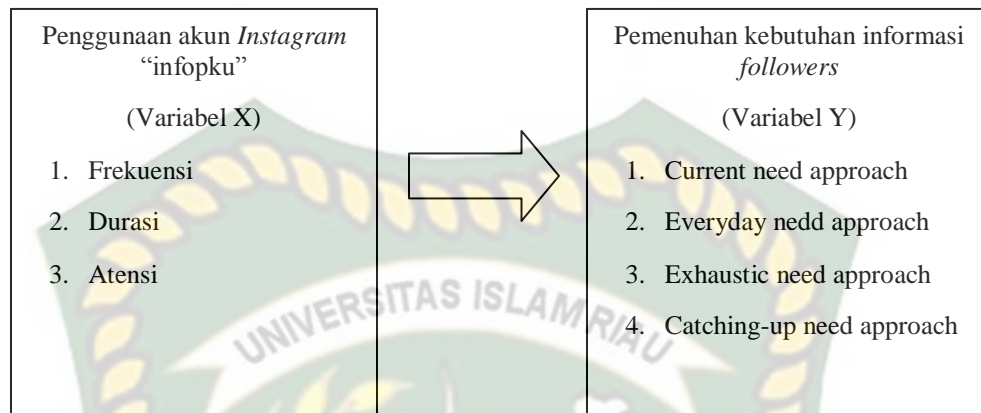 Penggunaan akun Instagram
“infopku”
(Variabel X)
1. Frekuensi
2. Durasi
3. Atensi
Pemenuhan kebutuhan informasi
followers
(Variabel Y)
1. Current need approach
2. Everyday nedd approach
3. Exhaustic need approach
4. Catching-up need approach
UNIVERSITAS ISLAM RIAU